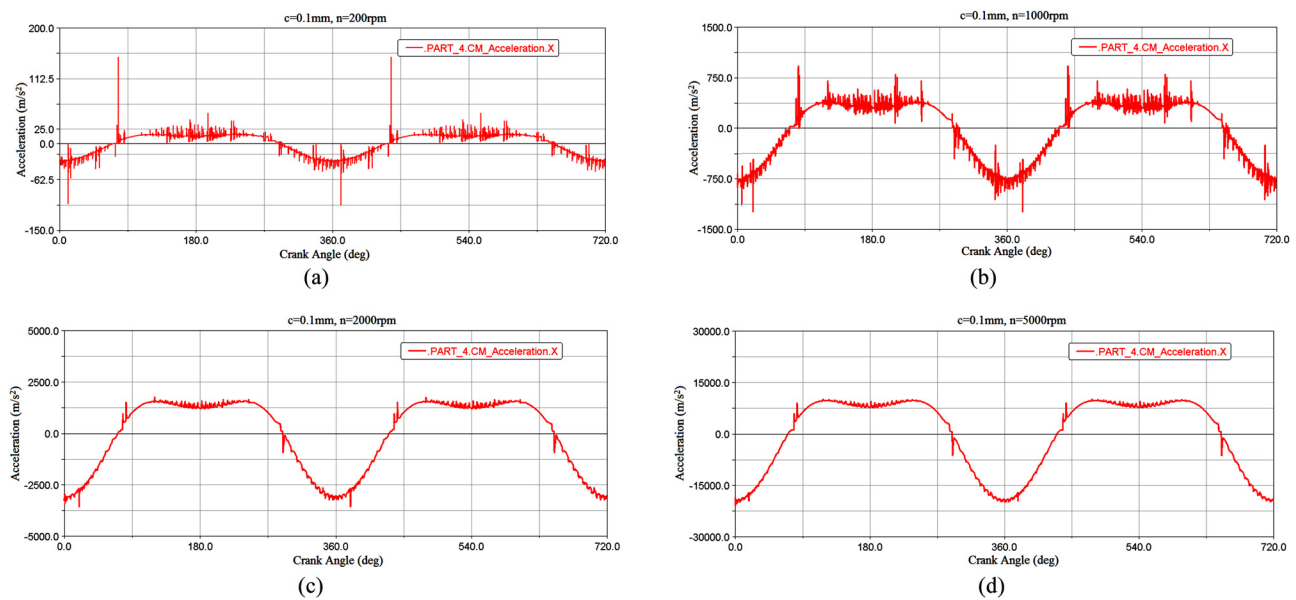 c=0.1mm, n=200rpm
200.0
112.5
25.0
0.0
-62.5
-150.0
Acceleration (m/s²)
.PART_4.CM_Acceleration.X
0.0 180.0 360.0 540.0 720.0
Crank Angle (deg)
(a)
c=0.1mm, n=1000rpm
1500.0
750.0
0.0
-750.0
-1500.0
Acceleration (m/s²)
.PART_4.CM_Acceleration.X
0.0 180.0 360.0 540.0 720.0
Crank Angle (deg)
(b)
c=0.1mm, n=2000rpm
5000.0
2500.0
0.0
-2500.0
-5000.0
Acceleration (m/s²)
.PART_4.CM_Acceleration.X
0.0 180.0 360.0 540.0 720.0
Crank Angle (deg)
(c)
c=0.1mm, n=5000rpm
30000.0
15000.0
0.0
-15000.0
-30000.0
Acceleration (m/s²)
.PART_4.CM_Acceleration.X
0.0 180.0 360.0 540.0 720.0
Crank Angle (deg)
(d)